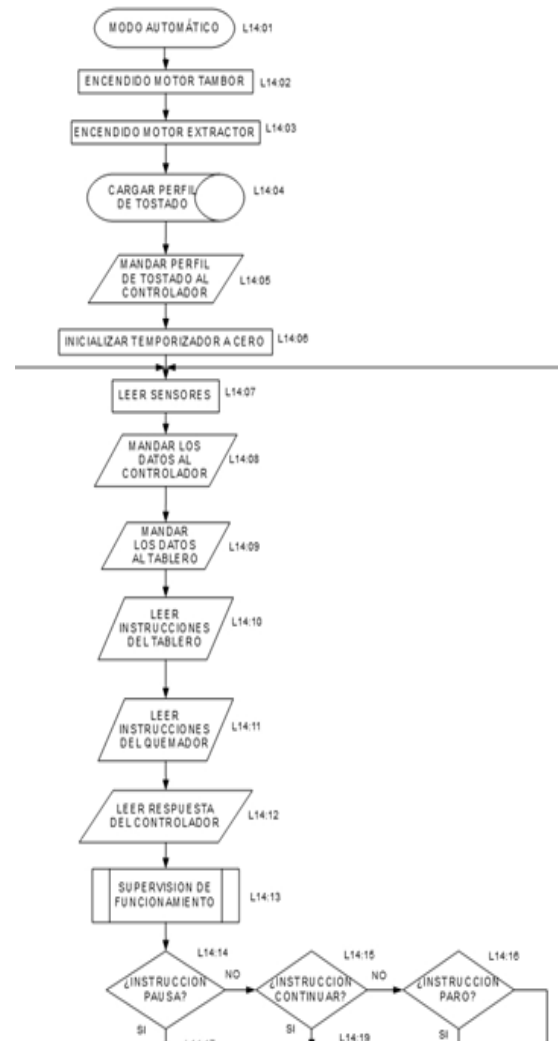 MODO AUTOMÁTICO
L14:01
ENCENDIDO MOTOR TAMBOR
L14:02
ENCENDIDO MOTOR EXTRACTOR
L14:03
CARGAR PERFIL
DE TOSTADO
L14:04
MANDAR PERFIL
DE TOSTADO AL
CONTROLADOR
L14:05
INICIALIZAR TEMPORIZADOR A CERO
L14:06
LEER SENSORES
L14:07
MANDAR LOS
DATOS AL
CONTROLADOR
L14:08
MANDAR
LOS DATOS
AL TABLERO
L14:09
LEER
INSTRUCCIONES
DEL TABLERO
L14:10
LEER
INSTRUCCIONES
DEL QUEMADOR
L14:11
LEER RESPUESTA
DEL CONTROLADOR
L14:12
SUPERVISION DE
FUNCIONAMIENTO
L14:13
L14:14
¿INSTRUCCION
PAUSA?
NO
L14:15
¿INSTRUCCION
CONTINUAR?
NO
L14:16
¿INSTRUCCION
PARO?
SI
SI
L14:19
SI